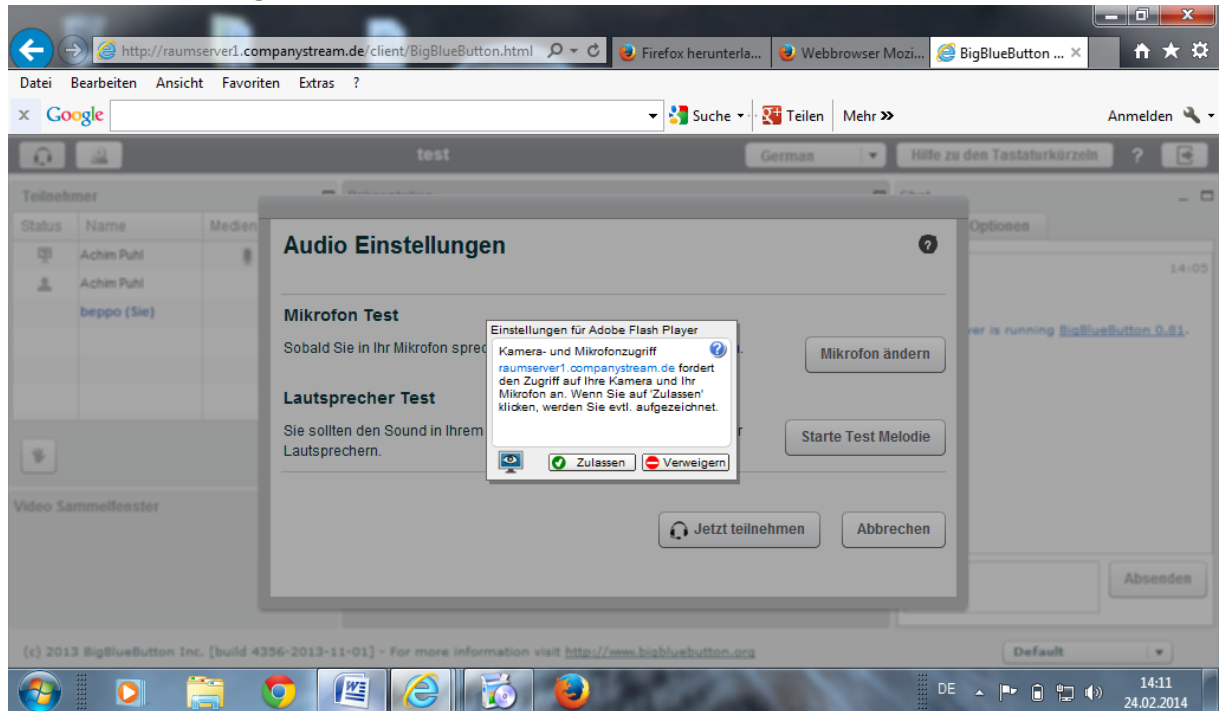 http://raumserver1.companystream.de/client/BigBlueButton.html
Firefox herunterla...
Webbrowser Mozi...
BigBlueButton ...
Datei Bearbeiten Ansicht Favoriten Extras ?
x Google Suche Teilen Mehr >> Anmelden
test German Hilfe zu den Tastaturkürzeln ?
Teilnehmer
Status Name Medien
Optionen
Achim Puhl
14:05
Achim Puhl
beppo (Sie)
er is running BigBlueButton 0.81.
Audio Einstellungen
?
Mikrofon Test
Sobald Sie in Ihr Mikrofon sprec
Mikrofon ändern
Einstellungen für Adobe Flash Player
Kamera- und Mikrofonzugriff
raumserver1.companystream.de fordert
den Zugriff auf Ihre Kamera und Ihr
Mikrofon an. Wenn Sie auf 'Zulassen'
klicken, werden Sie evtl. aufgezeichnet.
Zulassen Verweigern
Lautsprecher Test
Sie sollten den Sound in Ihrem
Lautsprechern.
Starte Test Melodie
Jetzt teilnehmen Abbrechen
Video Sammelfenster
Absenden
(c) 2013 BigBlueButton Inc. [build 4356-2013-11-01] - For more information visit http://www.bigbluebutton.org
Default
DE
14:11
24.02.2014